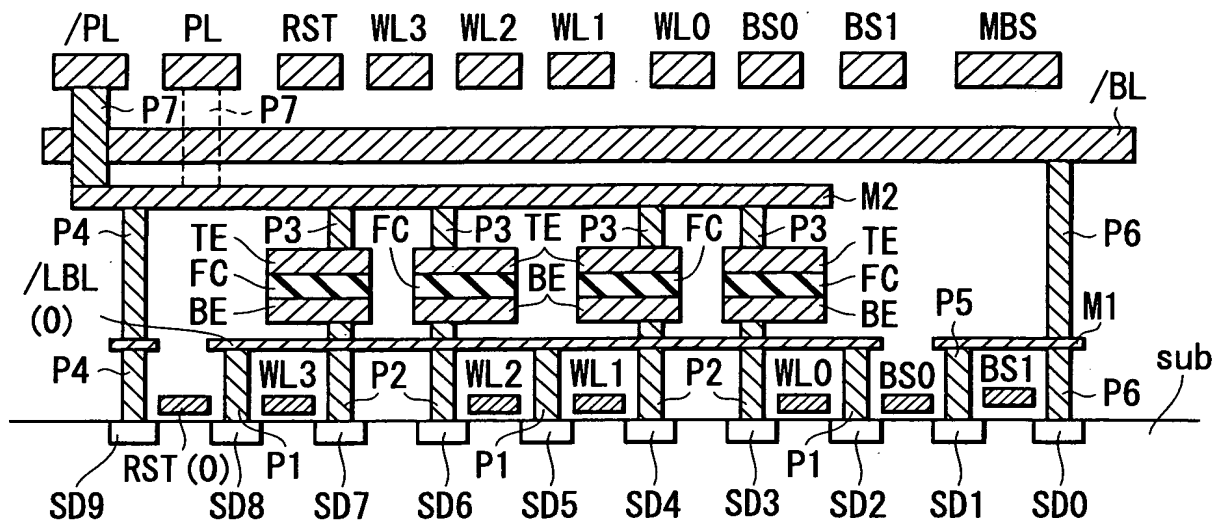 /PL PL RST WL3 WL2 WL1 WL0 BS0 BS1 MBS
P7 P7 /BL
M2
P4 P3 FC P3 TE P3 FC P3 TE P6
TE
/LBL FC BE FC
(0) BE BE P5 M1
P4 WL3 P2 WL2 WL1 P2 WL0 BS0 BS1 P6 sub
RST(0) P1 P1 P1
SD9 SD8 SD7 SD6 SD5 SD4 SD3 SD2 SD1 SD0